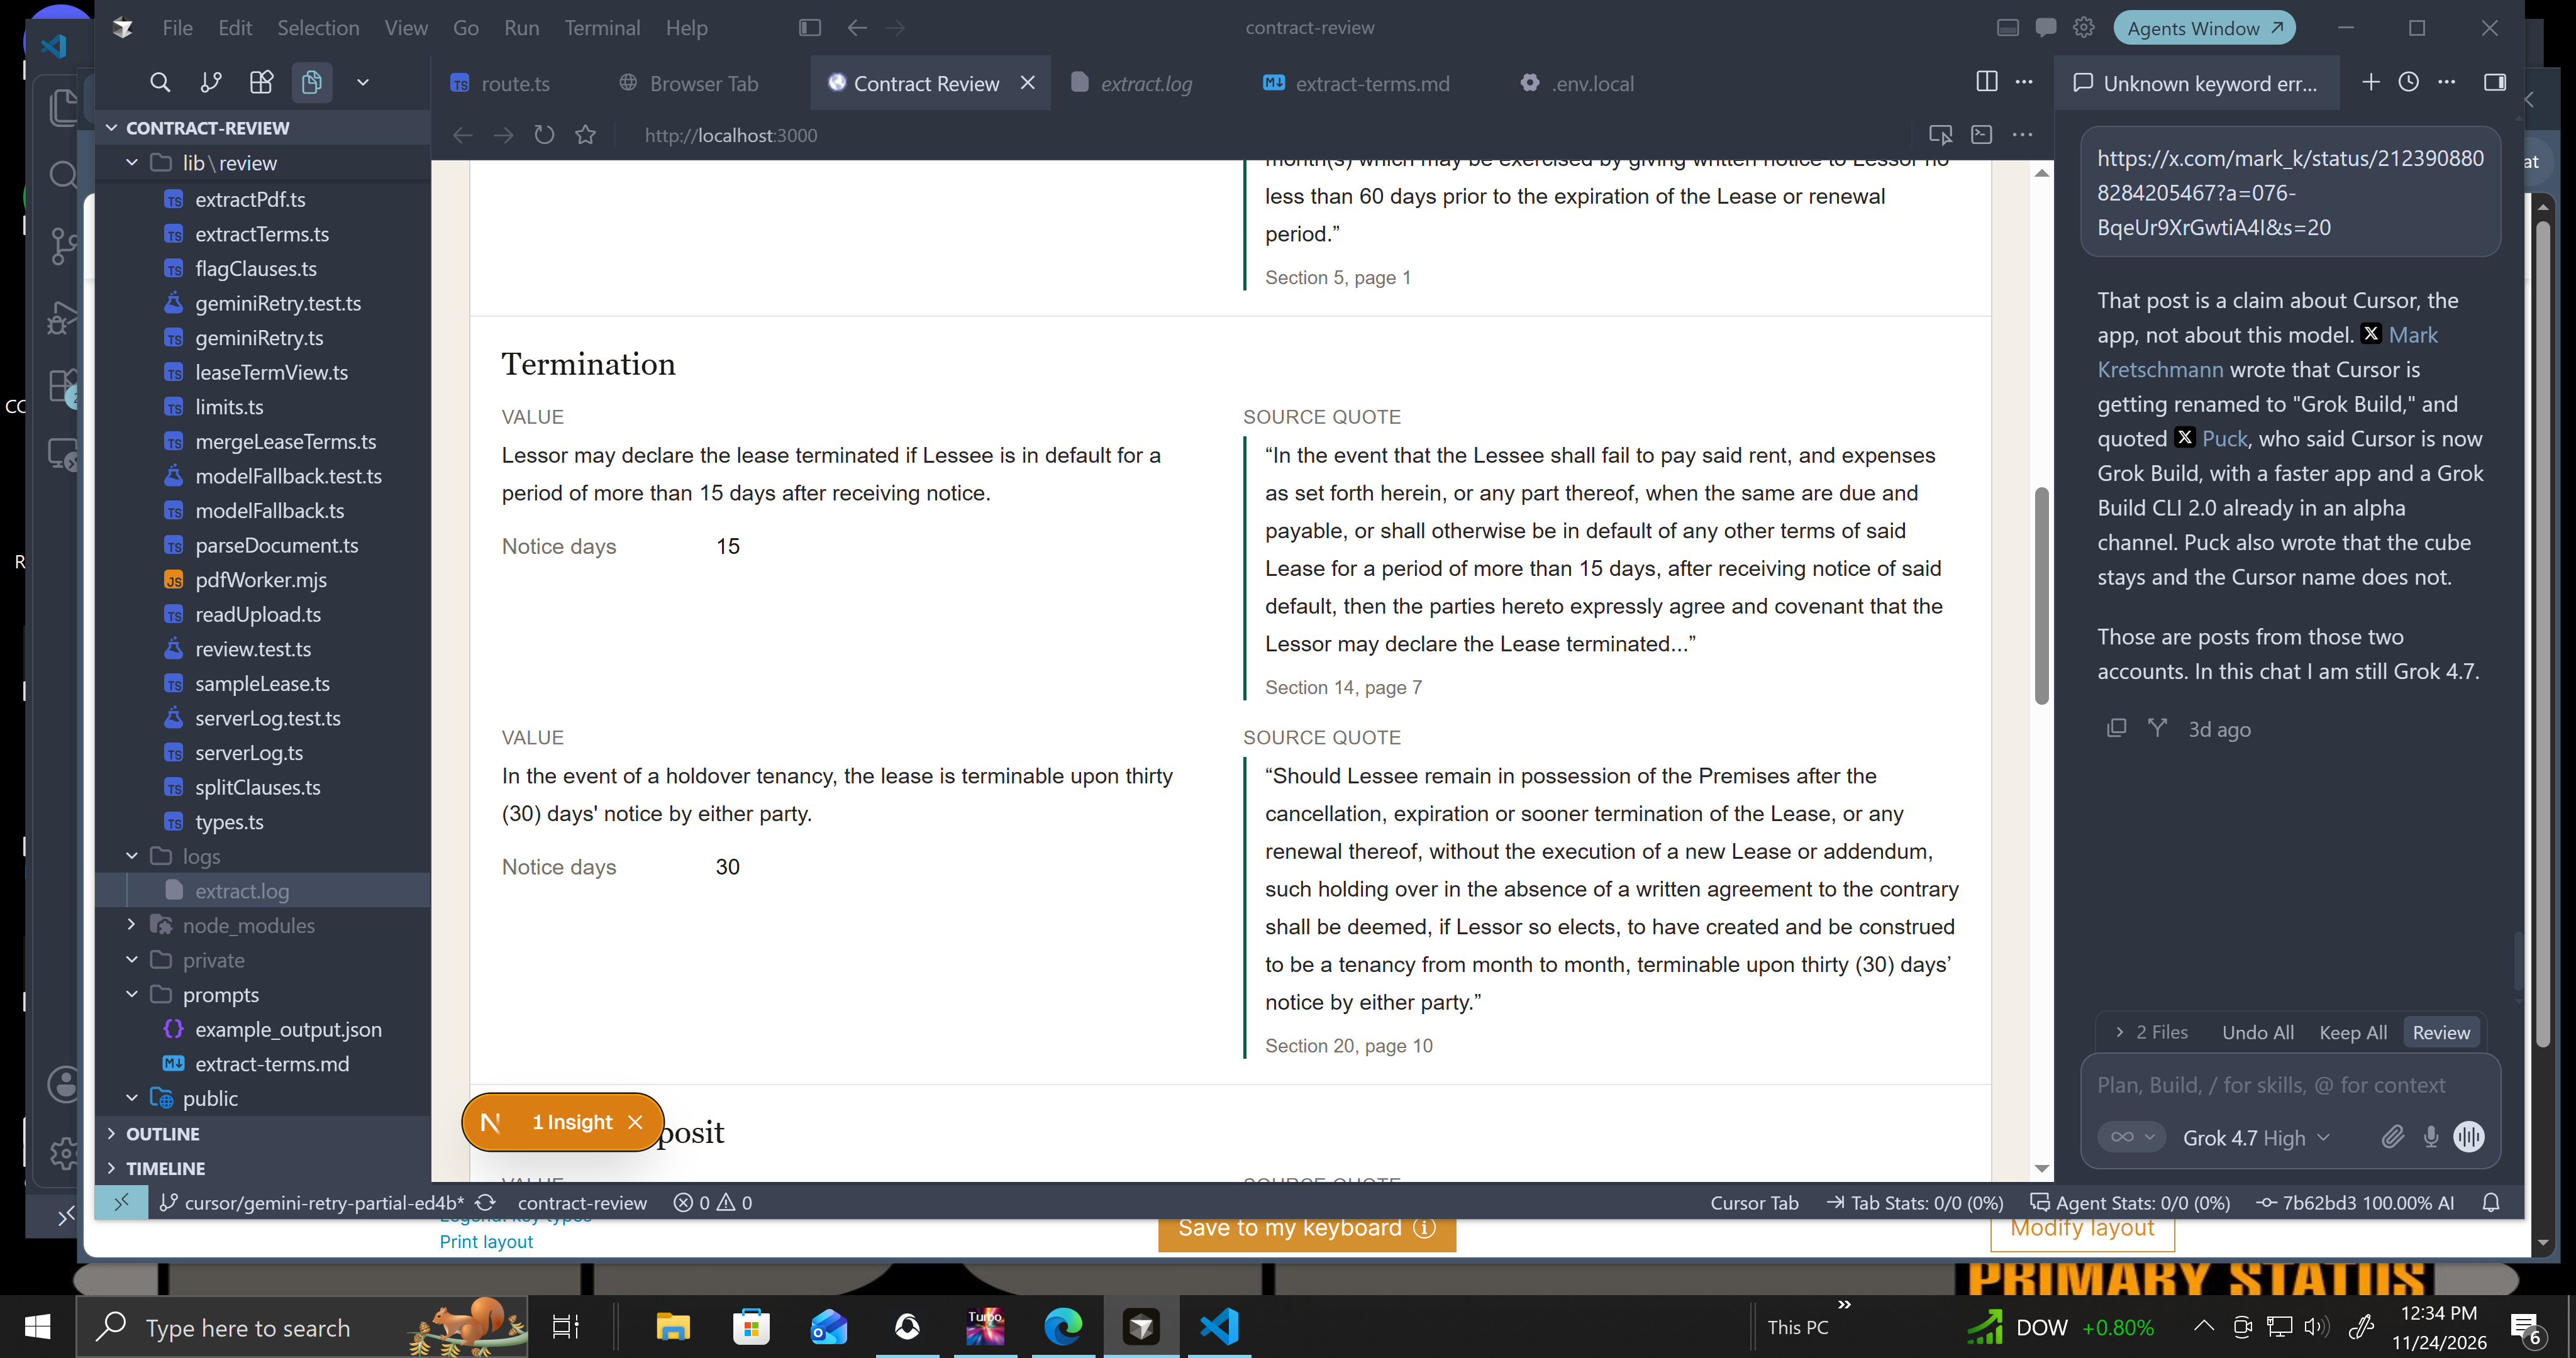 File Edit Selection View Go Run Terminal Help
contract-review
Agents Window
route.ts
Browser Tab
Contract Review
extract.log
extract-terms.md
.env.local
Unknown keyword err...
http://localhost:3000
CONTRACT-REVIEW
lib\review
extractPdf.ts
extractTerms.ts
flagClauses.ts
geminiRetry.test.ts
geminiRetry.ts
leaseTermView.ts
limits.ts
mergeLeaseTerms.ts
modelFallback.test.ts
modelFallback.ts
parseDocument.ts
pdfWorker.mjs
readUpload.ts
review.test.ts
sampleLease.ts
serverLog.test.ts
serverLog.ts
splitClauses.ts
types.ts
logs
extract.log
node_modules
private
prompts
example_output.json
extract-terms.md
public
OUTLINE
TIMELINE
month(s) which may be exercised by giving written notice to Lessor no
less than 60 days prior to the expiration of the Lease or renewal
period.”
Section 5, page 1
Termination
VALUE
Lessor may declare the lease terminated if Lessee is in default for a
period of more than 15 days after receiving notice.
Notice days 15
SOURCE QUOTE
“In the event that the Lessee shall fail to pay said rent, and expenses
as set forth herein, or any part thereof, when the same are due and
payable, or shall otherwise be in default of any other terms of said
Lease for a period of more than 15 days, after receiving notice of said
default, then the parties hereto expressly agree and covenant that the
Lessor may declare the Lease terminated...”
Section 14, page 7
VALUE
In the event of a holdover tenancy, the lease is terminable upon thirty
(30) days' notice by either party.
Notice days 30
SOURCE QUOTE
“Should Lessee remain in possession of the Premises after the
cancellation, expiration or sooner termination of the Lease, or any
renewal thereof, without the execution of a new Lease or addendum,
such holding over in the absence of a written agreement to the contrary
shall be deemed, if Lessor so elects, to have created and be construed
to be a tenancy from month to month, terminable upon thirty (30) days’
notice by either party.”
Section 20, page 10
posit
1 Insight
https://x.com/mark_k/status/212390880
8284205467?a=076-
BqeUr9XrGwtiA4I&s=20
That post is a claim about Cursor, the
app, not about this model. Mark
Kretschmann wrote that Cursor is
getting renamed to "Grok Build," and
quoted Puck, who said Cursor is now
Grok Build, with a faster app and a Grok
Build CLI 2.0 already in an alpha
channel. Puck also wrote that the cube
stays and the Cursor name does not.
Those are posts from those two
accounts. In this chat I am still Grok 4.7.
3d ago
2 Files Undo All Keep All Review
Plan, Build, / for skills, @ for context
Grok 4.7 High
cursor/gemini-retry-partial-ed4b*
contract-review
0 0
Cursor Tab
Tab Stats: 0/0 (0%)
Agent Stats: 0/0 (0%)
7b62bd3 100.00% AI
Legend: key types
Print layout
Save to my keyboard
Modify layout
PRIMARY STATUS
Type here to search
Turbo
This PC
DOW +0.80%
12:34 PM
11/24/2026
6